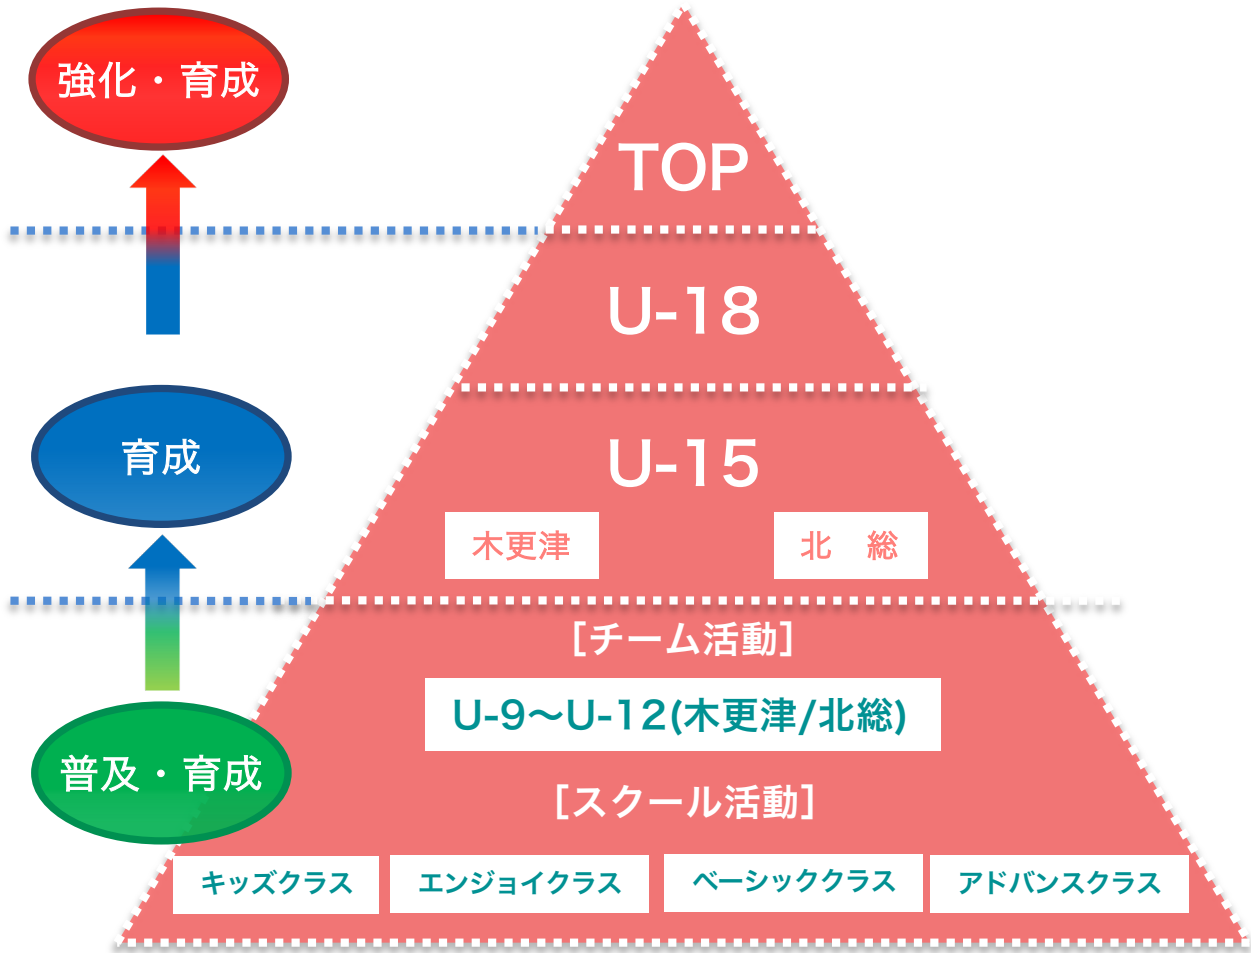 強化・育成
TOP
U-18
育成
U-15
木更津
北　総
［チーム活動］
U-9～U-12(木更津/北総)
普及・育成
［スクール活動］
キッズクラス
エンジョイクラス
ベーシッククラス
アドバンスクラス